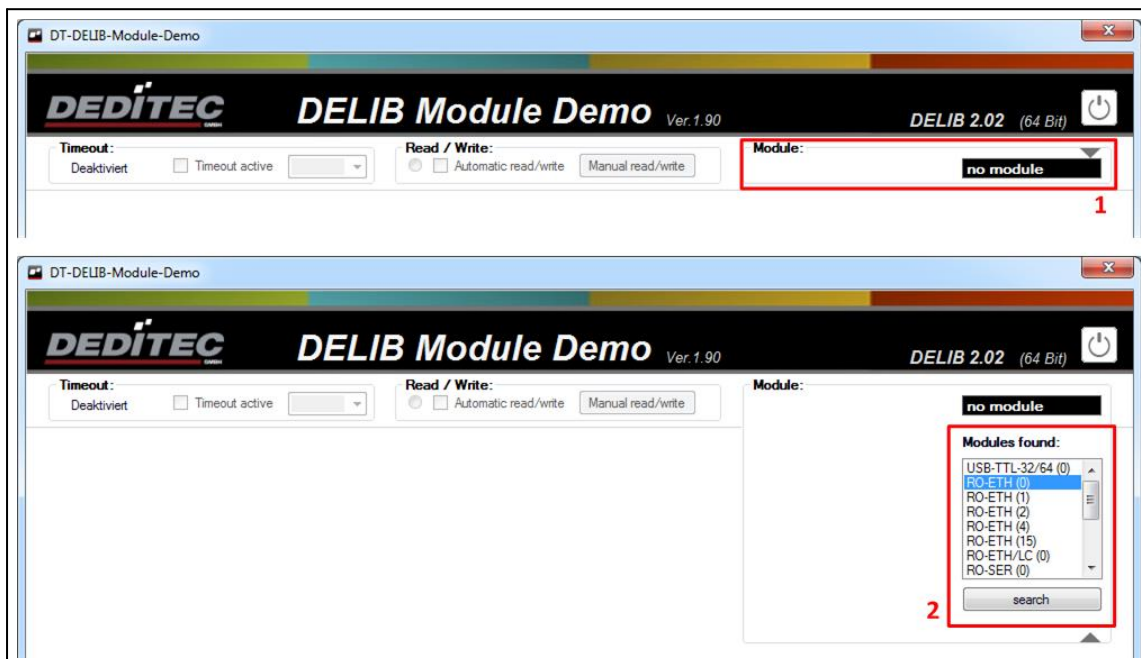 DT-DELIB-Module-Demo
DEDITEC
GMBH
DELIB Module Demo Ver.1.90
DELIB 2.02 (64 Bit)
Timeout:
Deaktiviert Timeout active
Read / Write:
Automatic read/write Manual read/write
Module:
no module
1
DT-DELIB-Module-Demo
DEDITEC
GMBH
DELIB Module Demo Ver.1.90
DELIB 2.02 (64 Bit)
Timeout:
Deaktiviert Timeout active
Read / Write:
Automatic read/write Manual read/write
Module:
no module
Modules found:
USB-TTL-32/64 (0)
RO-ETH (0)
RO-ETH (1)
RO-ETH (2)
RO-ETH (4)
RO-ETH (15)
RO-ETH/LC (0)
RO-SER (0)
search
2